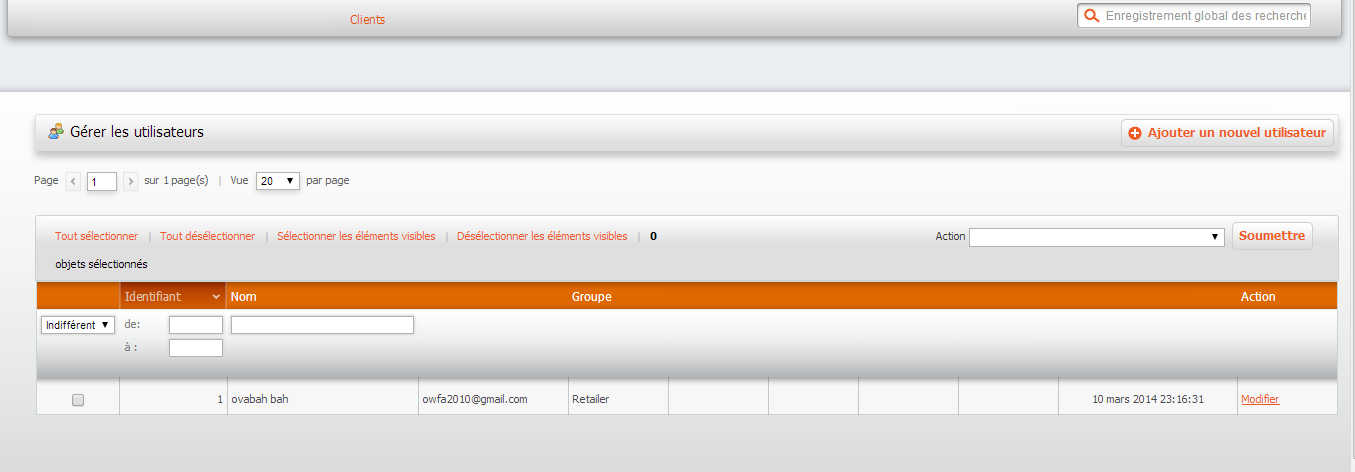 Clients
Enregistrement global des recherche
Gérer les utilisateurs
Ajouter un nouvel utilisateur
Page 1 sur 1 page(s) | Vue 20 par page
Tout sélectionner | Tout désélectionner | Sélectionner les éléments visibles | Désélectionner les éléments visibles | 0
objets sélectionnés
Action Soumettre
Identifiant Nom Groupe Action
Indifférent de:
à :
1 ovabah bah owfa2010@gmail.com Retailer 10 mars 2014 23:16:31 Modifier